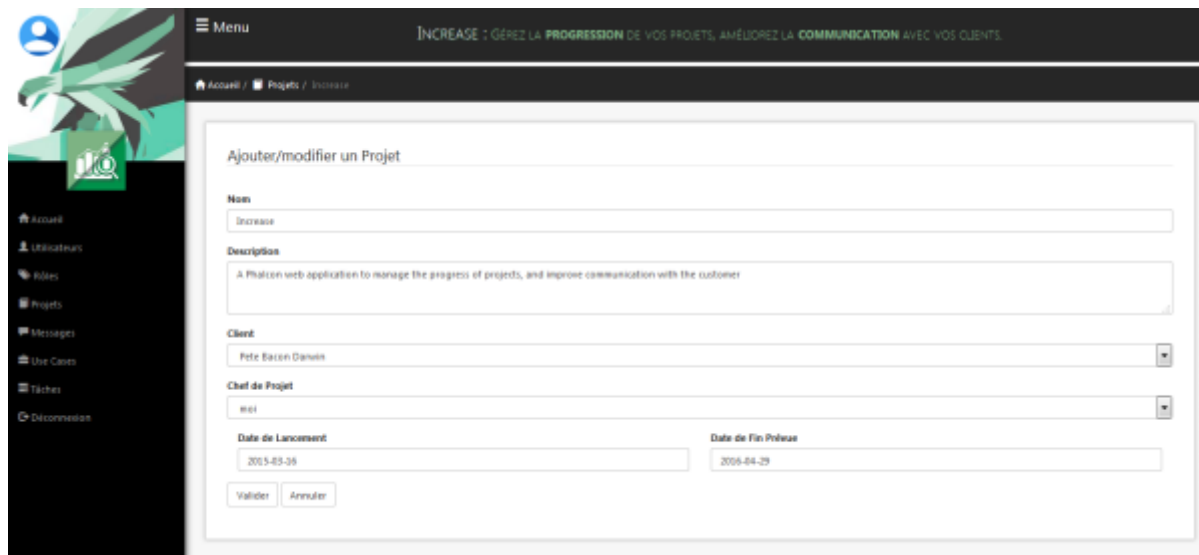 Menu
INCREASE : GÉREZ LA PROGRESSION DE VOS PROJETS, AMÉLIOREZ LA COMMUNICATION AVEC VOS CLIENTS.
Accueil / Projets / Increase
Ajouter/modifier un Projet
Nom
Increase
Description
A Phalcon web application to manage the progress of projects, and improve communication with the customer
Client
Pete Bacon Darwin
Chef de Projet
moi
Date de Lancement
Date de Fin Prévue
2015-03-16
2016-04-29
Valider
Annuler
Accueil
Utilisateurs
Rôles
Projets
Messages
Use Cases
Tâches
Déconnexion